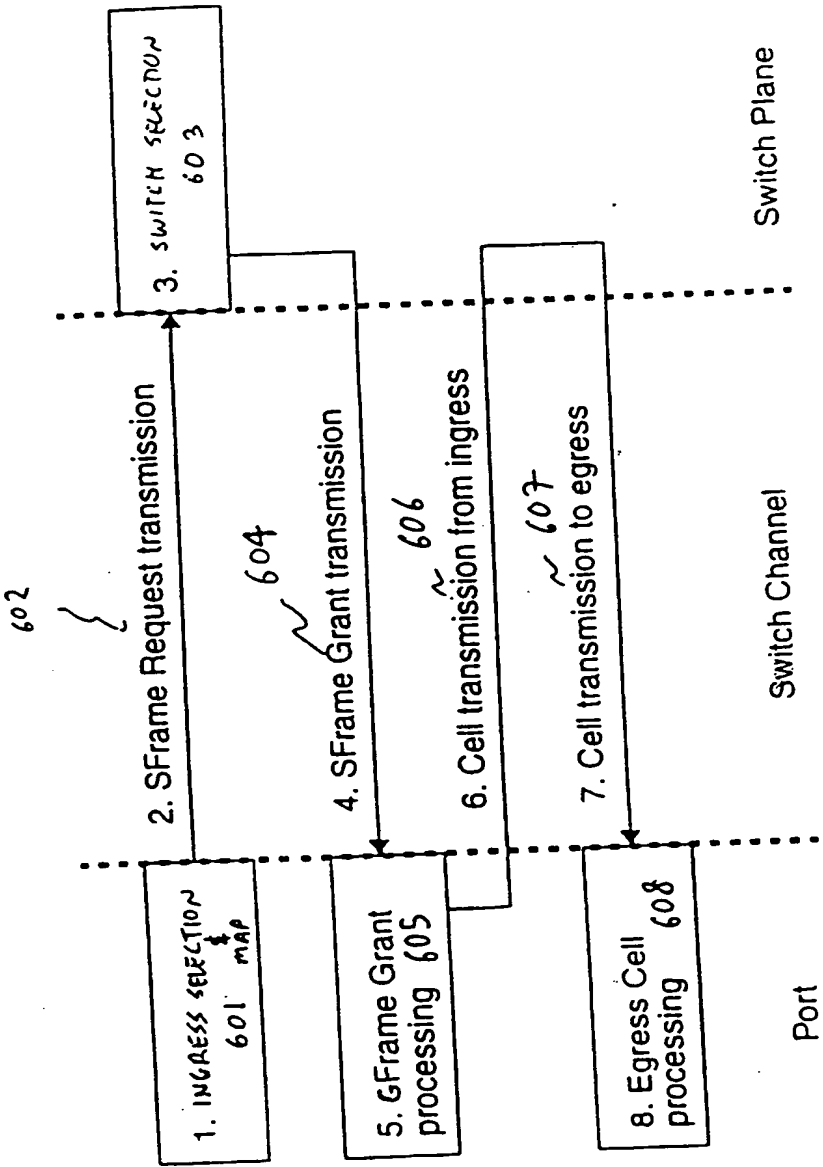 602
1. INGRESS SELECTION
& MAP
601
2. SFrame Request transmission
3. SWITCH SELECTION
603
604
4. SFrame Grant transmission
5. GFrame Grant
processing 605
606
6. Cell transmission from ingress
607
7. Cell transmission to egress
8. Egress Cell
processing 608
Port
Switch Channel
Switch Plane